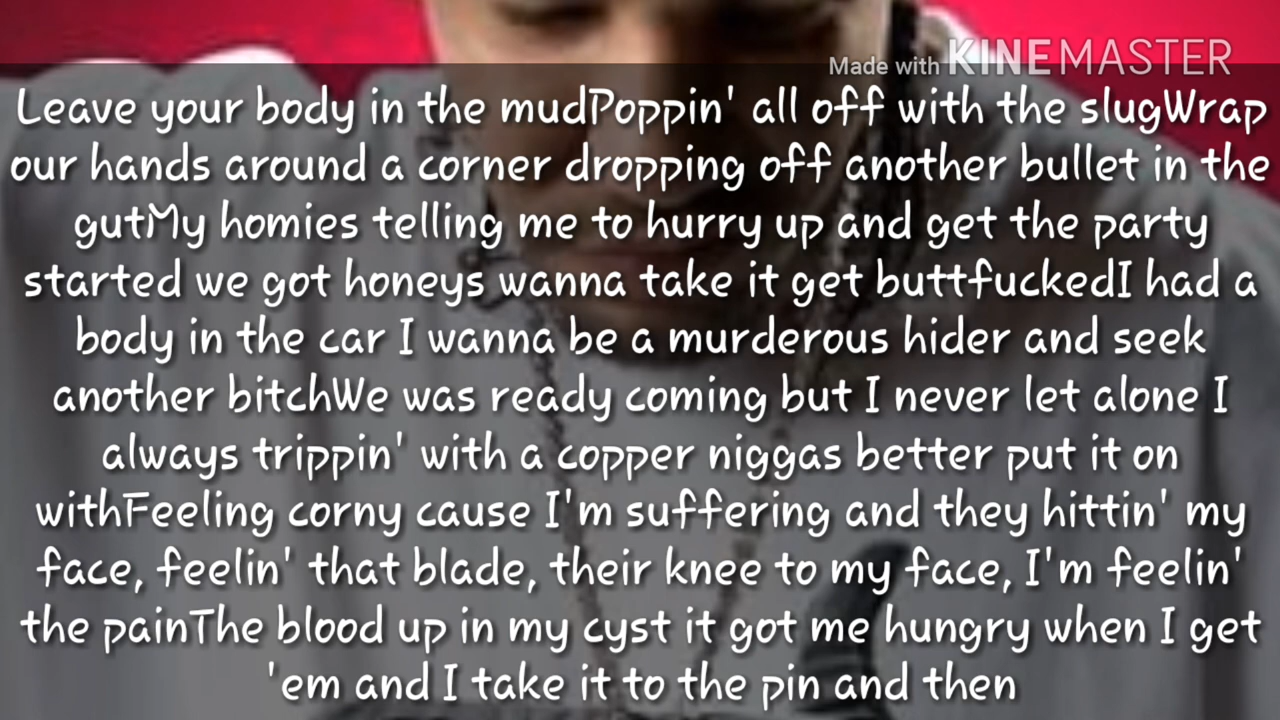 Made with KINEMASTER
Leave your body in the mudPoppin' all off with the slugWrap
our hands around a corner dropping off another bullet in the
gutMy homies telling me to hurry up and get the party
started we got honeys wanna take it get buttfuckedI had a
body in the car I wanna be a murderous hider and seek
another bitchWe was ready coming but I never let alone I
always trippin' with a copper niggas better put it on
withFeeling corny cause I'm suffering and they hittin' my
face, feelin' that blade, their knee to my face, I'm feelin'
the painThe blood up in my cyst it got me hungry when I get
'em and I take it to the pin and then